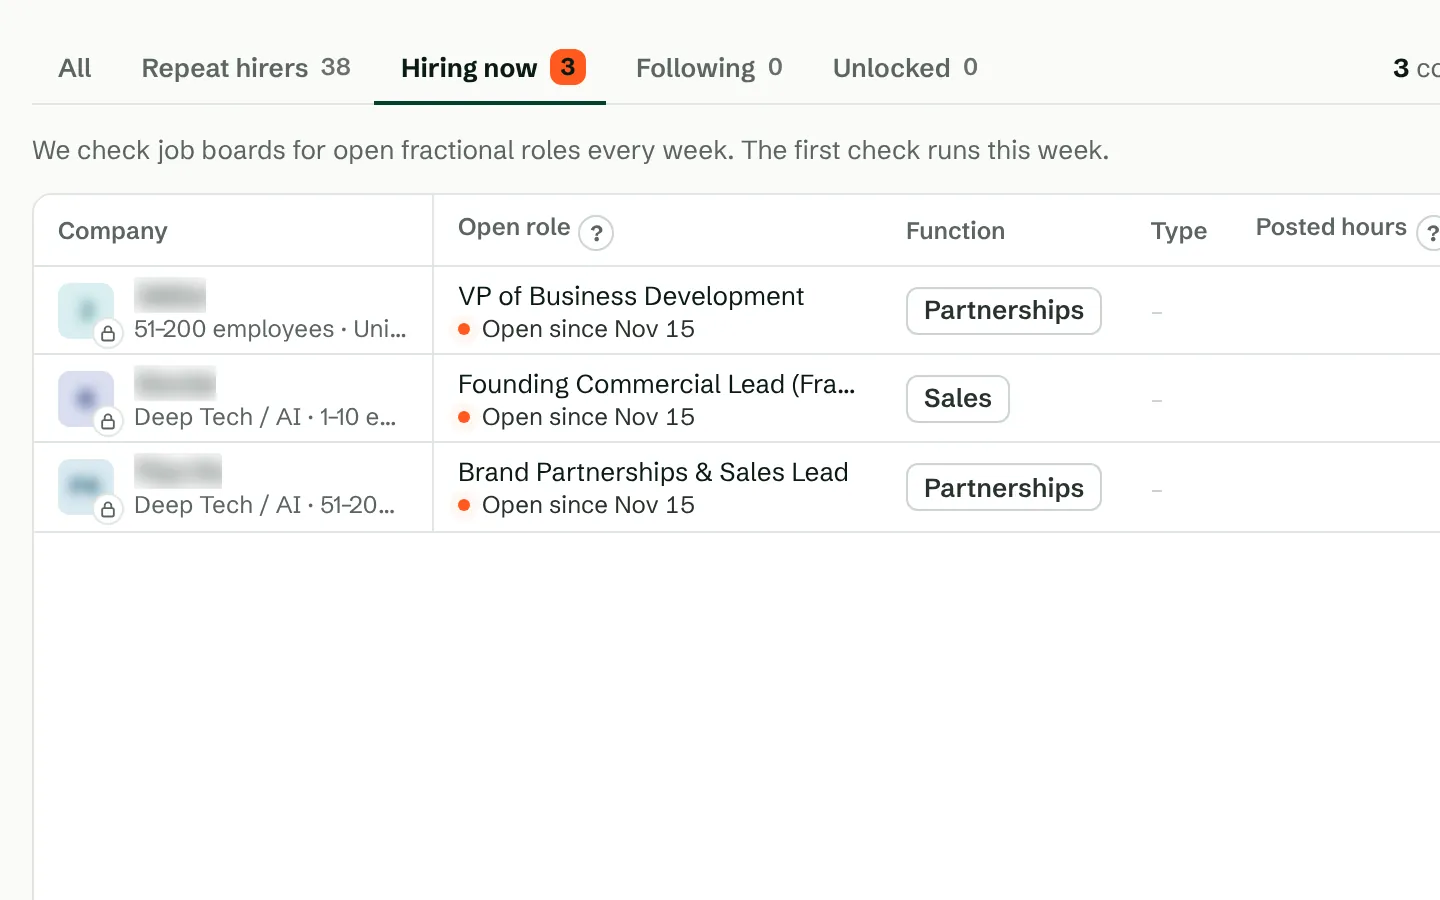 All Repeat hirers 38 Hiring now 3 Following 0 Unlocked 0 3
We check job boards for open fractional roles every week. The first check runs this week.
Company Open role ? Function Type Posted hours ?
VP of Business Development Partnerships –
51-200 employees · Uni... Open since Nov 15
Founding Commercial Lead (Fra... Sales –
Deep Tech / AI · 1-10 e... Open since Nov 15
Brand Partnerships & Sales Lead Partnerships –
Deep Tech / AI · 51-20... Open since Nov 15